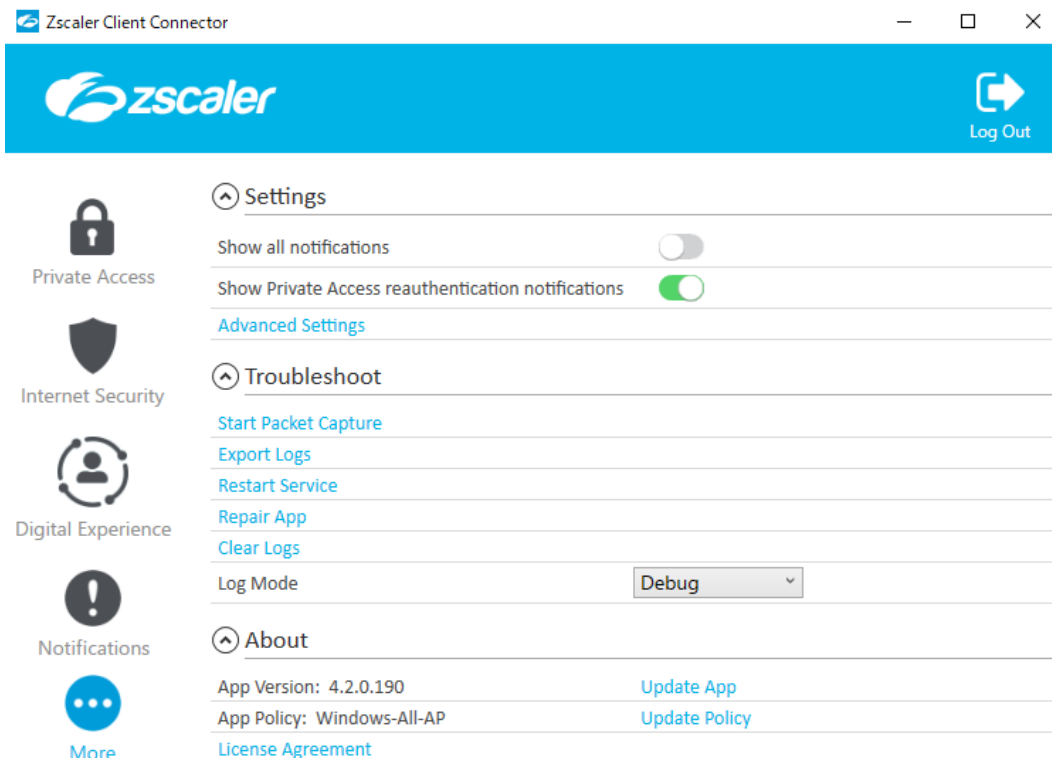 Zscaler Client Connector
zscaler
Log Out
Private Access
Internet Security
Digital Experience
Notifications
More
Settings
Show all notifications
Show Private Access reauthentication notifications
Advanced Settings
Troubleshoot
Start Packet Capture
Export Logs
Restart Service
Repair App
Clear Logs
Log Mode Debug
About
App Version: 4.2.0.190 Update App
App Policy: Windows-All-AP Update Policy
License Agreement